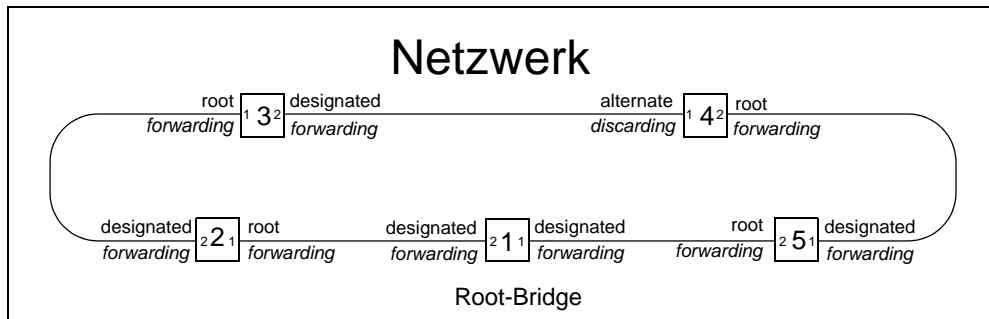 Netzwerk
root 1 3 2 designated alternate 1 4 2 root
forwarding forwarding discarding forwarding
designated 2 2 1 root designated 2 1 1 designated root 2 5 1 designated
forwarding forwarding forwarding forwarding forwarding forwarding
Root-Bridge